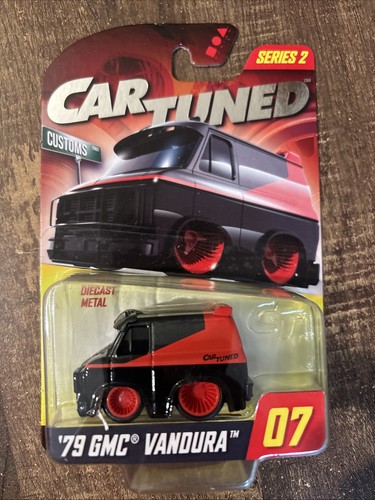 SERIES 2
CAR TUNED
CUSTOMS
DIECAST
METAL
CAR TUNED
'79 GMC® VANDURA™
07